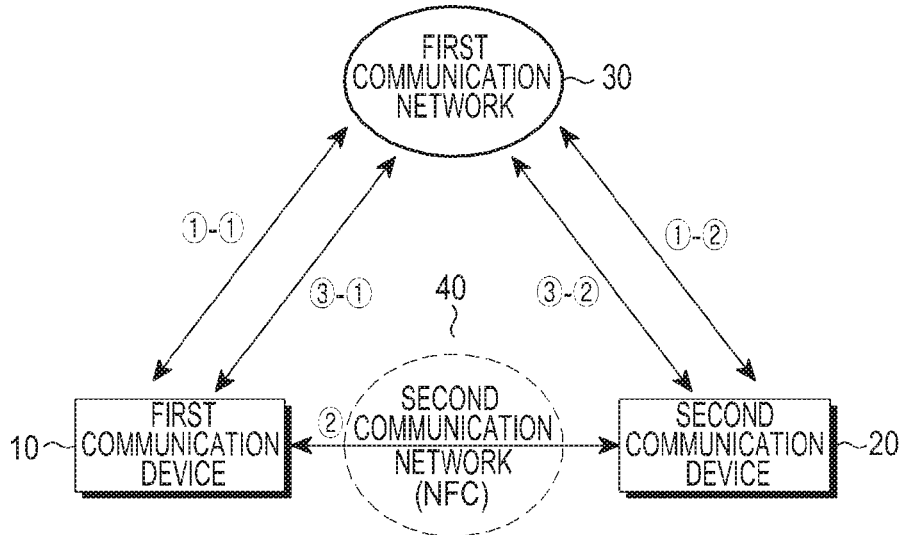 FIRST
COMMUNICATION
NETWORK
30
①-①
①-②
③-①
③-②
40
10
FIRST
COMMUNICATION
DEVICE
②
SECOND
COMMUNICATION
NETWORK
(NFC)
SECOND
COMMUNICATION
DEVICE
20